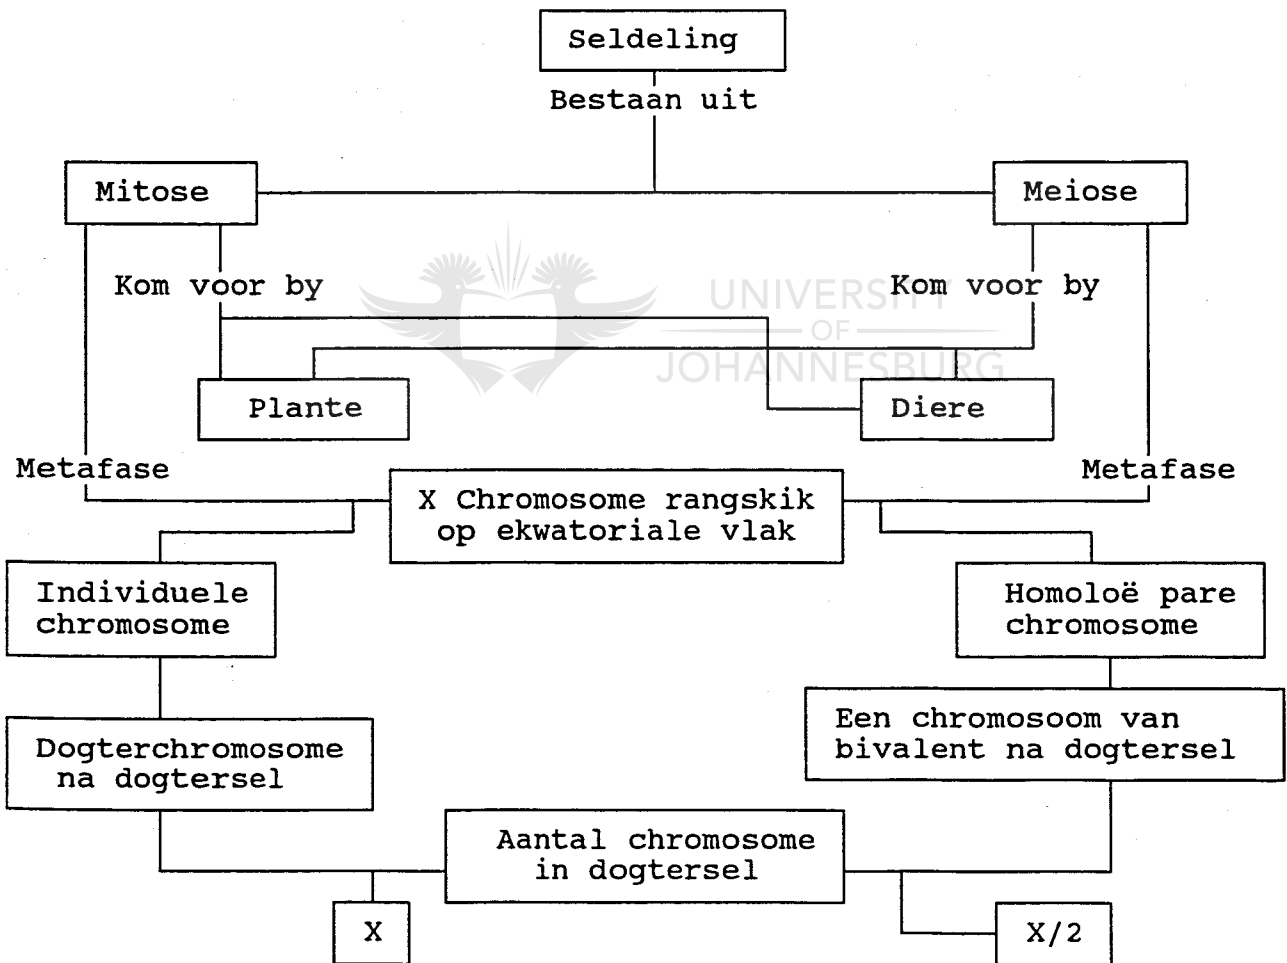 Seldeling
Bestaan uit
Mitose
Meiose
Kom voor by
Kom voor by
UNIVERSITY
OF
JOHANNESBURG
Plante
Diere
Metafase
Metafase
X Chromosome rangskik
op ekwatoriale vlak
Individuele
chromosome
Homoloë pare
chromosome
Dogterchromosome
na dogtersel
Een chromosoom van
bivalent na dogtersel
Aantal chromosome
in dogtersel
X
X/2